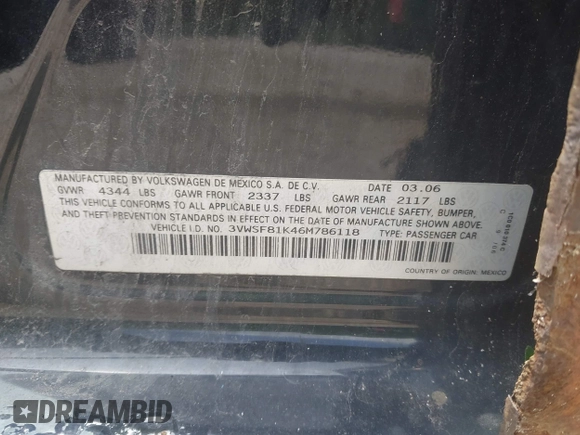 MANUFACTURED BY VOLKSWAGEN DE MEXICO S.A. DE C.V. DATE 03.06
GVWR 4344 LBS GAWR FRONT 2337 LBS GAWR REAR 2117 LBS
THIS VEHICLE CONFORMS TO ALL APPLICABLE U.S. FEDERAL MOTOR VEHICLE SAFETY, BUMPER,
AND THEFT PREVENTION STANDARDS IN EFFECT ON THE DATE OF MANUFACTURE SHOWN ABOVE.
VEHICLE I.D. NO. 3VWSF81K46M786118 TYPE: PASSENGER CAR
COUNTRY OF ORIGIN: MEXICO
DREAMBID